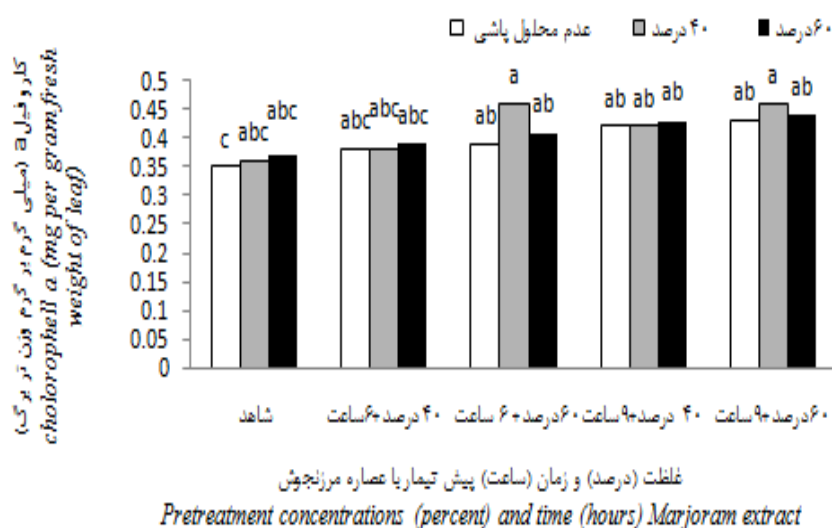 عدم محلول پاشی ۴۰ درصد ۶۰درصد
کلروفیل a (میلی گرم بر گرم وزن تر برگ)
cholorophell a (mg per gram fresh
weight of leaf)
0.5
0.45
0.4
0.35
0.3
0.25
0.2
0.15
0.1
0.05
0
c abc abc
abc abc abc
ab a ab
ab ab ab
ab a ab
شاهد
۴۰ درصد+۶ساعت
۶۰درصد+ ۶ ساعت
۴۰ درصد+۹ساعت
۶۰درصد+۹ساعت
غلظت (درصد) و زمان (ساعت) پیش تیماربا عصاره مرزنجوش
Pretreatment concentrations (percent) and time (hours) Marjoram extract